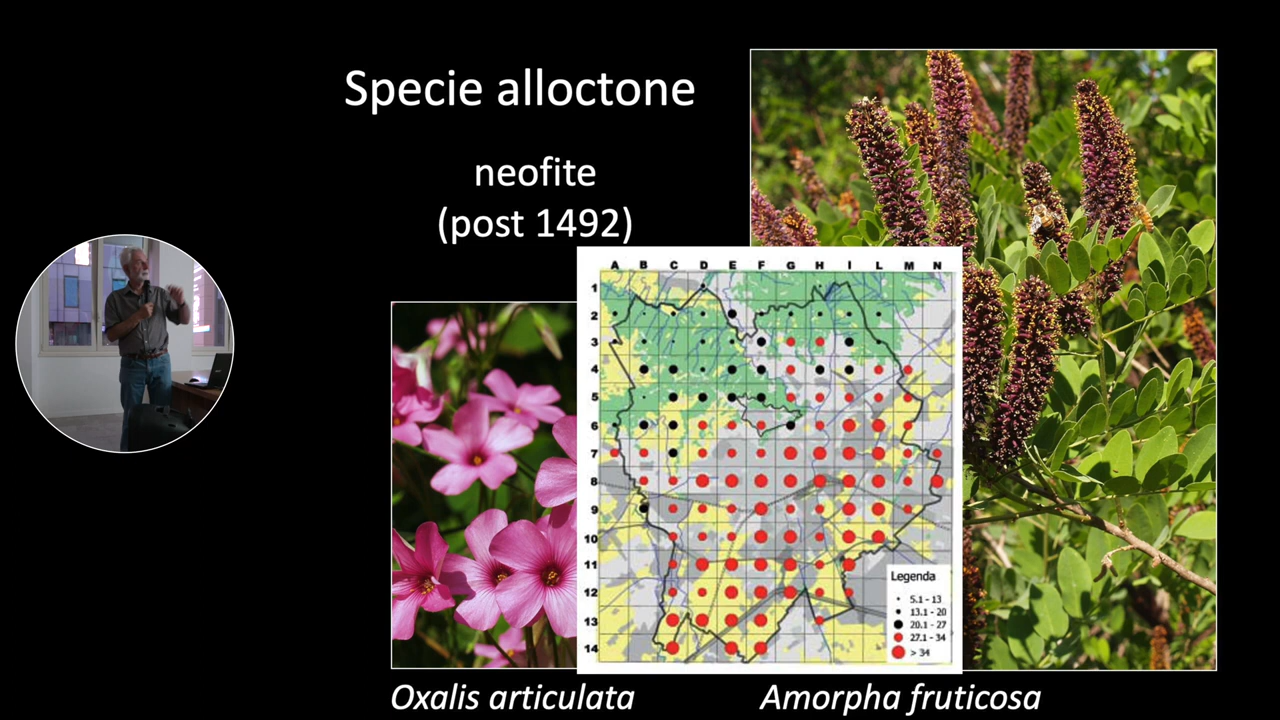 Specie alloctone
neofite
(post 1492)
A B C D E F G H I L M N
1
2
3
4
5
6
7
8
9
10
11
12
13
14
Legenda
5.1 - 13
13.1 - 20
20.1 - 27
27.1 - 34
> 34
Oxalis articulata
Amorpha fruticosa